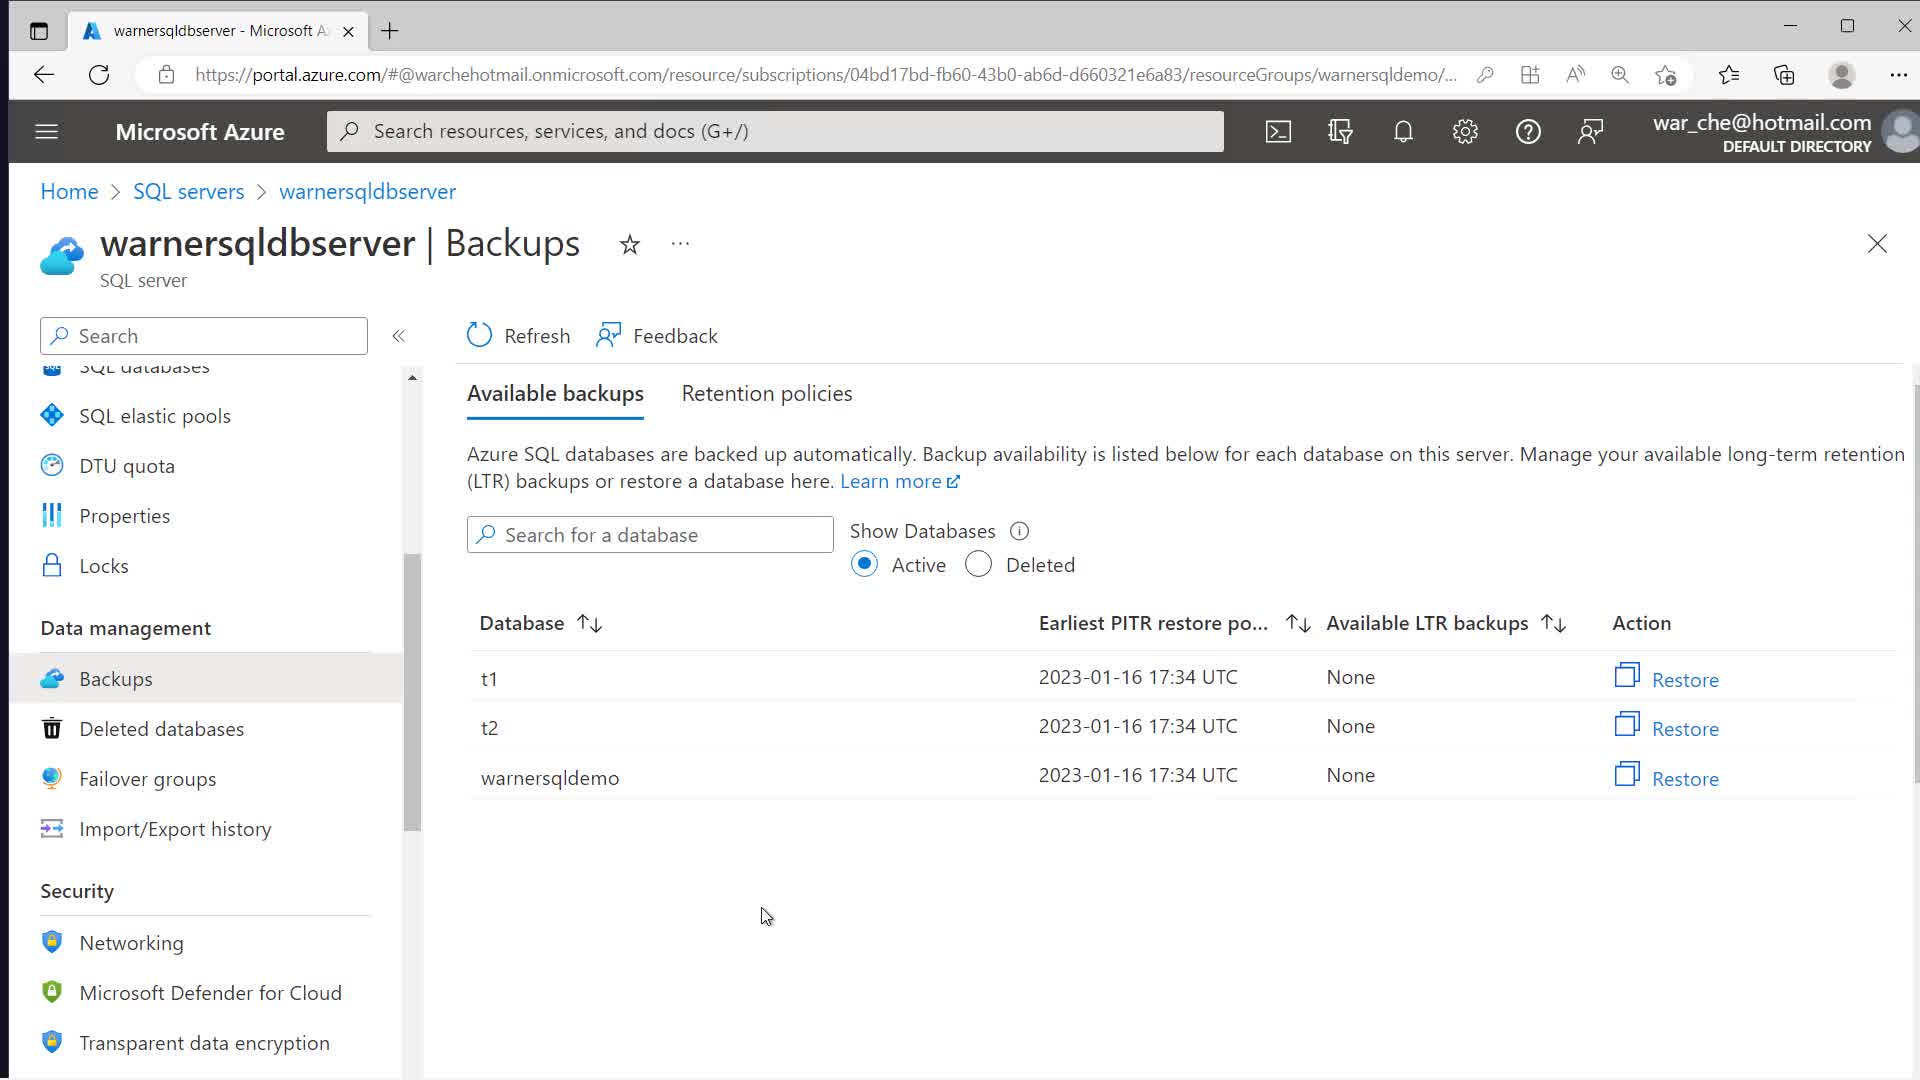 warnersqldbserver - Microsoft A
https://portal.azure.com/#@warchehotmail.onmicrosoft.com/resource/subscriptions/04bd17bd-fb60-43b0-ab6d-d660321e6a83/resourceGroups/warnersqldemo/...
Microsoft Azure
Search resources, services, and docs (G+/)
war_che@hotmail.com
DEFAULT DIRECTORY
Home > SQL servers > warnersqldbserver
warnersqldbserver | Backups
SQL server
Search
SQL databases
SQL elastic pools
DTU quota
Properties
Locks
Data management
Backups
Deleted databases
Failover groups
Import/Export history
Security
Networking
Microsoft Defender for Cloud
Transparent data encryption
Refresh Feedback
Available backups Retention policies
Azure SQL databases are backed up automatically. Backup availability is listed below for each database on this server. Manage your available long-term retention
(LTR) backups or restore a database here. Learn more
Search for a database
Show Databases
Active Deleted
Database Earliest PITR restore po... Available LTR backups Action
t1 2023-01-16 17:34 UTC None Restore
t2 2023-01-16 17:34 UTC None Restore
warnersqldemo 2023-01-16 17:34 UTC None Restore